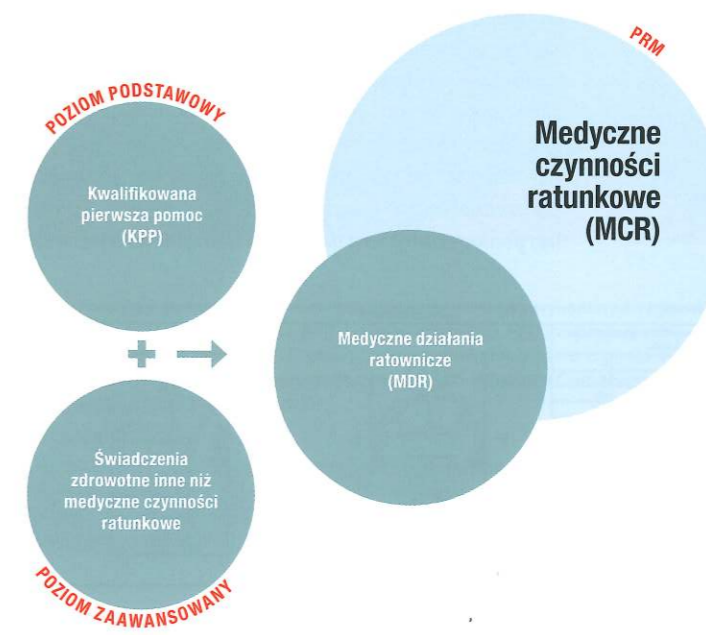 POZIOM PODSTAWOWY
Kwalifikowana
pierwsza pomoc
(KPP)
+
Świadczenia
zdrowotne inne niż
medyczne czynności
ratunkowe
POZIOM ZAAWANSOWANY
Medyczne działania
ratownicze
(MDR)
PRM
Medyczne
czynności
ratunkowe
(MCR)